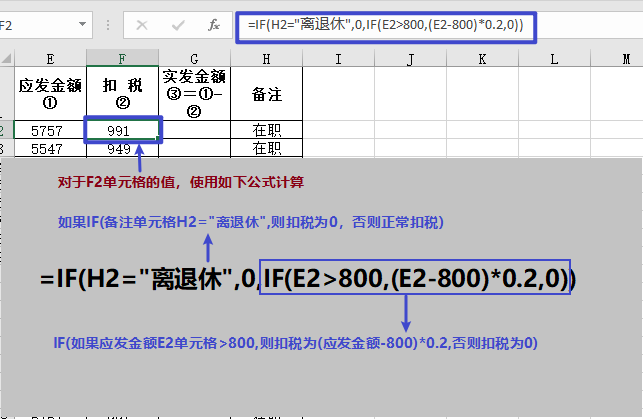 F2
fx
=IF(H2="离退休",0,IF(E2>800,(E2-800)*0.2,0))
E F G H I J K L M
应发金额 扣 税 实发金额 备注
① ② ③=①-
②
2 5757 991 在职
3 5547 949 在职
对于F2单元格的值，使用如下公式计算
如果IF(备注单元格H2="离退休",则扣税为0，否则正常扣税)
=IF(H2="离退休",0,IF(E2>800,(E2-800)*0.2,0))
IF(如果应发金额E2单元格>800,则扣税为(应发金额-800)*0.2,否则扣税为0)